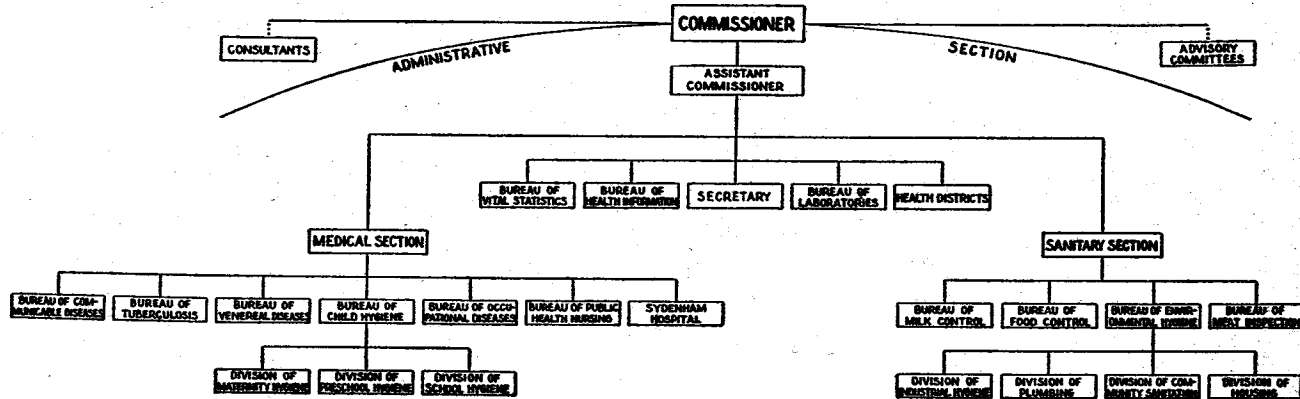 COMMISSIONER
CONSULTANTS
ADMINISTRATIVE
SECTION
ADVISORY
COMMITTEES
ASSISTANT
COMMISSIONER
BUREAU OF
VITAL STATISTICS
BUREAU OF
HEALTH INFORMATION
SECRETARY
BUREAU OF
LABORATORIES
HEALTH DISTRICTS
MEDICAL SECTION
SANITARY SECTION
BUREAU OF COM-
MUNICABLE DISEASES
BUREAU OF
TUBERCULOSIS
BUREAU OF
VENEREAL DISEASES
BUREAU OF
CHILD HYGIENE
BUREAU OF OCCU-
PATIONAL DISEASES
BUREAU OF PUBLIC
HEALTH NURSING
SYDENHAM
HOSPITAL
BUREAU OF
MILK CONTROL
BUREAU OF
FOOD CONTROL
BUREAU OF ENVIR-
ONMENTAL HYGIENE
BUREAU OF
MEAT INSPECTION
DIVISION OF
MATERNITY HYGIENE
DIVISION OF
PRESCHOOL HYGIENE
DIVISION OF
SCHOOL HYGIENE
DIVISION OF
INDUSTRIAL HYGIENE
DIVISION OF
PLUMBING
DIVISION OF COM-
MUNITY SANITATION
DIVISION OF
HOUSING